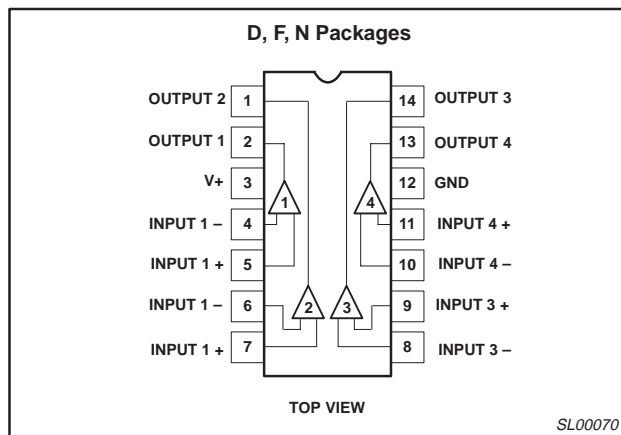 D, F, N Packages
OUTPUT 2 1 14 OUTPUT 3
OUTPUT 1 2 13 OUTPUT 4
V+ 3 12 GND
1 4
INPUT 1 – 4 11 INPUT 4 +
INPUT 1 + 5 10 INPUT 4 –
INPUT 1 – 6 2 3 9 INPUT 3 +
INPUT 1 + 7 8 INPUT 3 –
TOP VIEW
SL00070